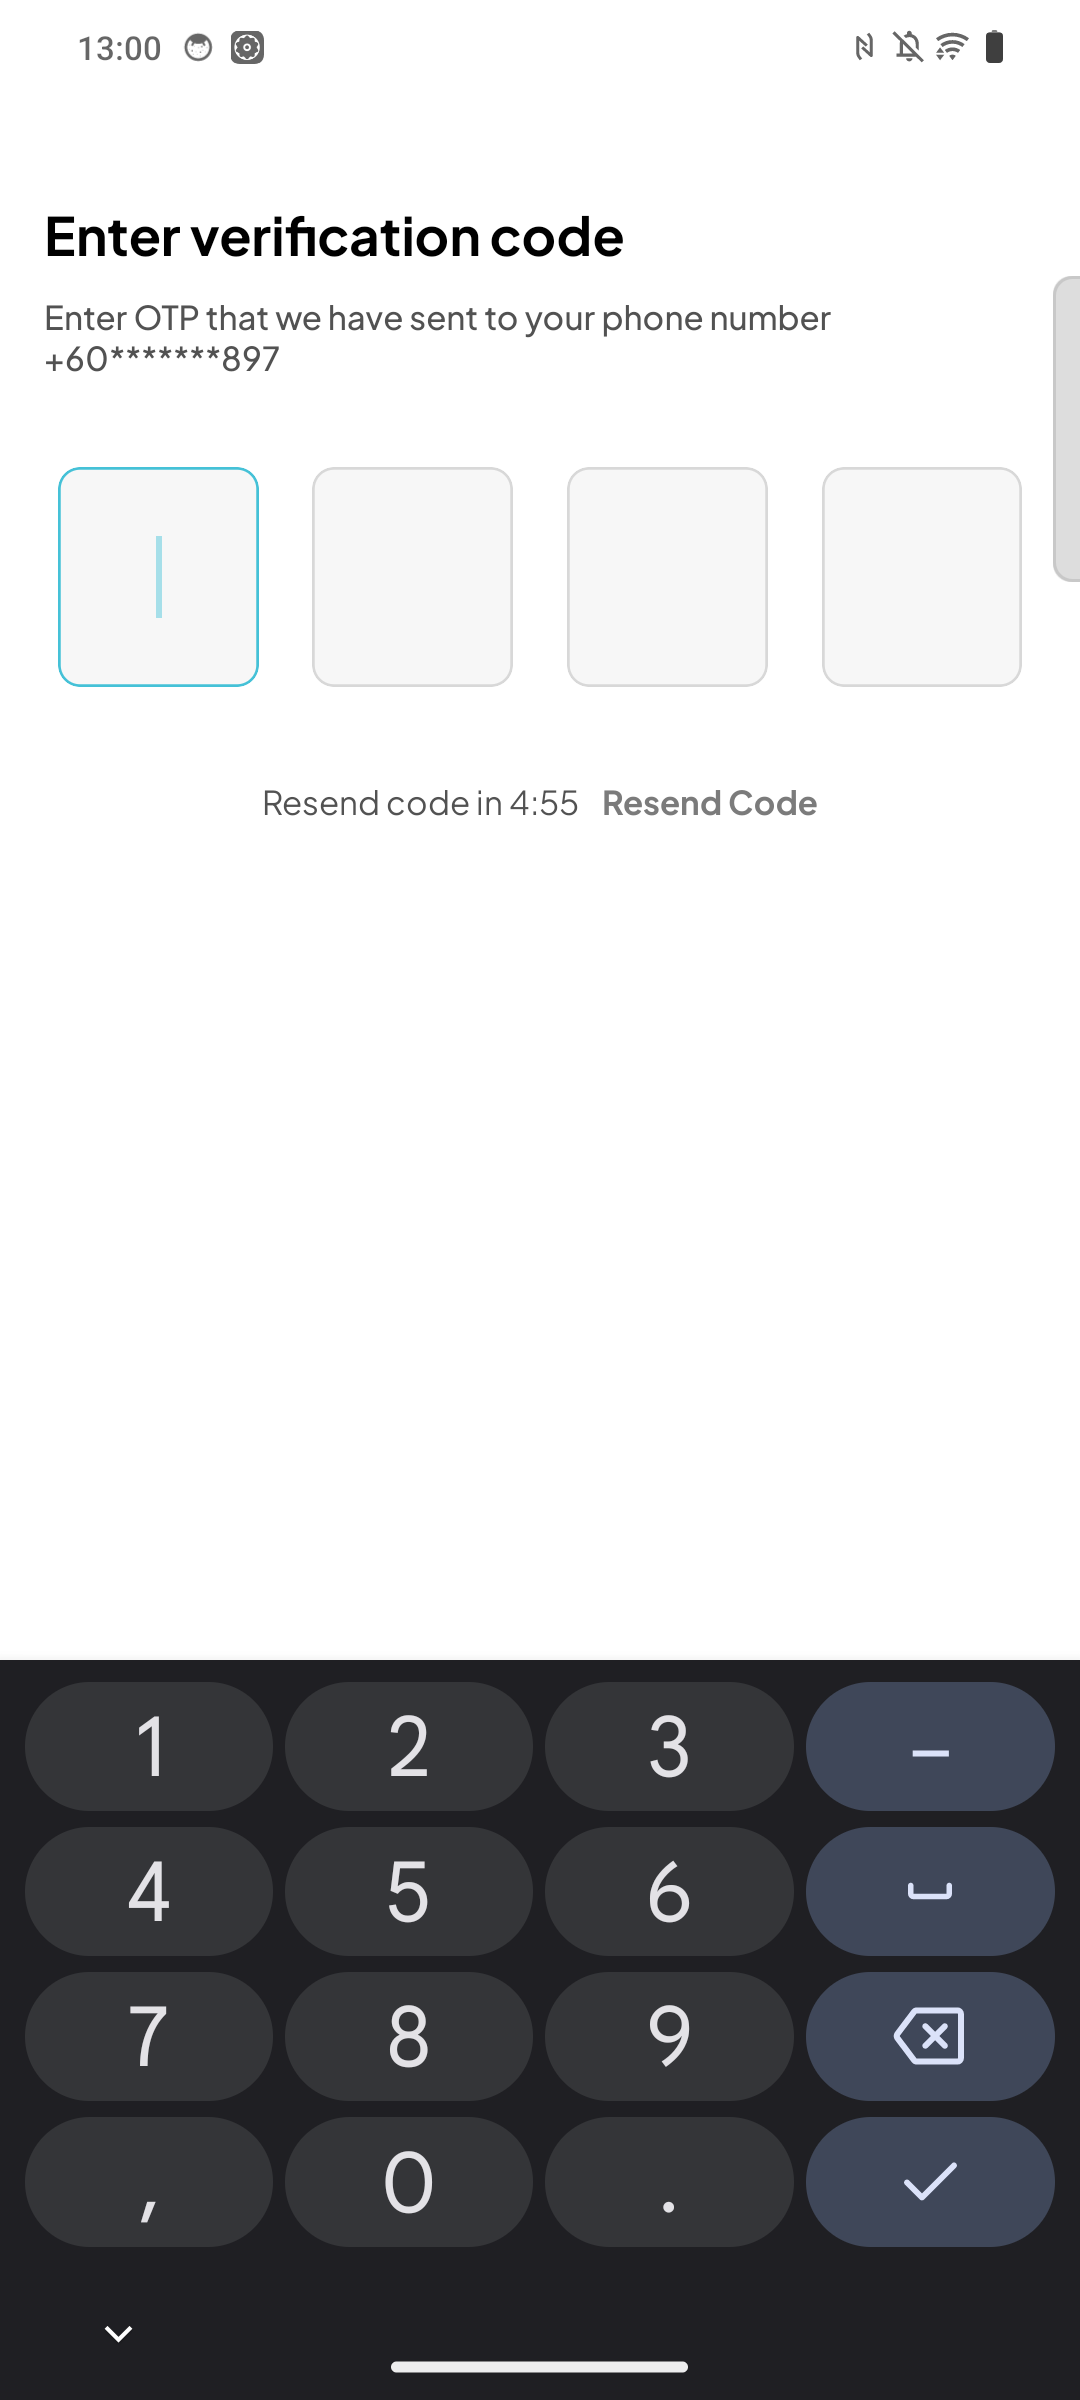 13:00
Enter verification code
Enter OTP that we have sent to your phone number
+60*******897
Resend code in 4:55 Resend Code
1 2 3 –
4 5 6
7 8 9
, 0 .